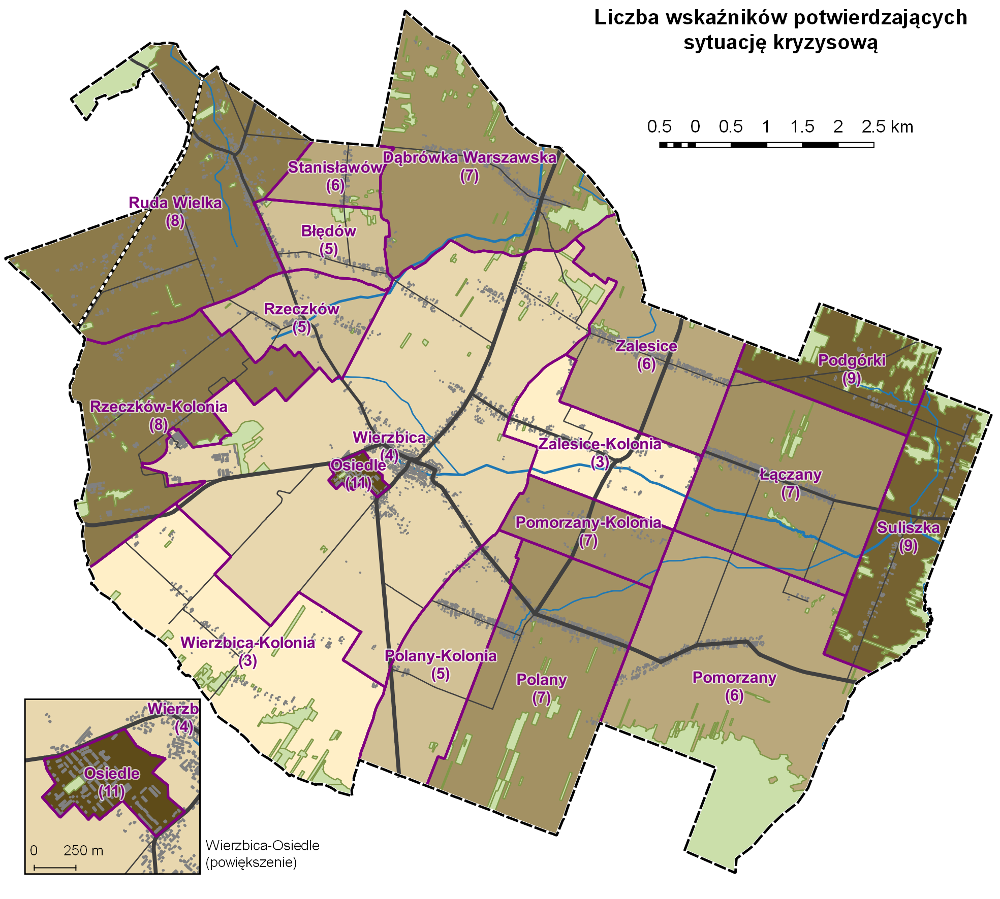 Liczba wskaźników potwierdzających
sytuację kryzysową
0.5 0 0.5 1 1.5 2 2.5 km
Dąbrówka Warszawska
(7)
Stanisławów
(6)
Ruda Wielka
(8)
Błędów
(5)
Rzeczków
(5)
Zalesice
(6)
Podgórki
(9)
Rzeczków-Kolonia
(8)
Wierzbica
(4)
Zalesice-Kolonia
(3)
Osiedle
(11)
Łączany
(7)
Pomorzany-Kolonia
(7)
Suliszka
(9)
Wierzbica-Kolonia
(3)
Polany-Kolonia
(5)
Polany
(7)
Pomorzany
(6)
Wierzb
(4)
Osiedle
(11)
0 250 m
Wierzbica-Osiedle
(powiększenie)